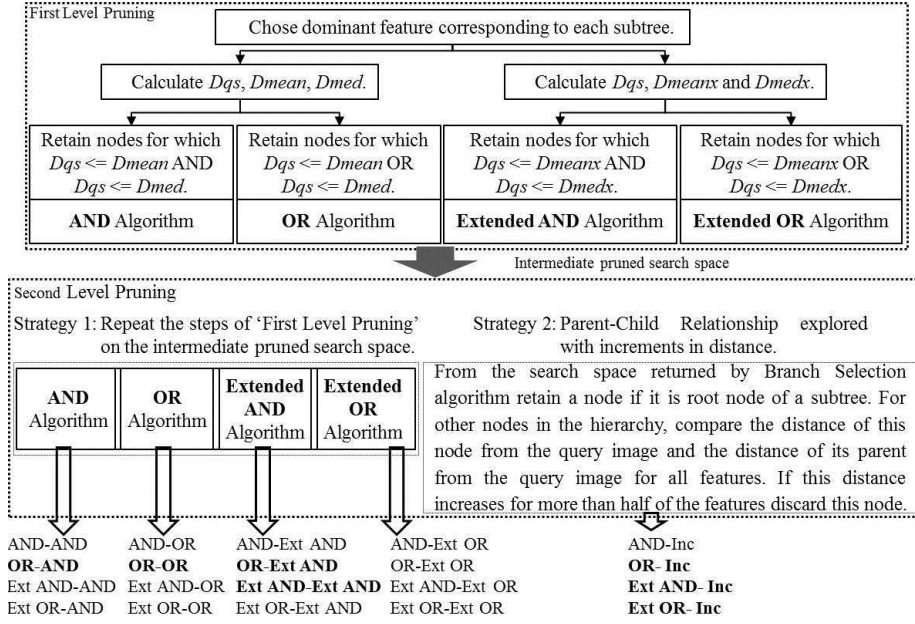 First Level Pruning
Chose dominant feature corresponding to each subtree.
Calculate Dqs, Dmean, Dmed.
Calculate Dqs, Dmeanx and Dmedx.
Retain nodes for which
Dqs <= Dmean AND
Dqs <= Dmed.
AND Algorithm
Retain nodes for which
Dqs <= Dmean OR
Dqs <= Dmed.
OR Algorithm
Retain nodes for which
Dqs <= Dmeanx AND
Dqs <= Dmedx.
Extended AND Algorithm
Retain nodes for which
Dqs <= Dmeanx OR
Dqs <= Dmedx.
Extended OR Algorithm
Intermediate pruned search space
Second Level Pruning
Strategy 1: Repeat the steps of ‘First Level Pruning’
on the intermediate pruned search space.
AND
Algorithm
OR
Algorithm
Extended
AND
Algorithm
Extended
OR
Algorithm
Strategy 2: Parent-Child Relationship explored
with increments in distance.
From the search space returned by Branch Selection
algorithm retain a node if it is root node of a subtree. For
other nodes in the hierarchy, compare the distance of this
node from the query image and the distance of its parent
from the query image for all features. If this distance
increases for more than half of the features discard this node.
AND-AND
OR-AND
Ext AND-AND
Ext OR-AND
AND-OR
OR-OR
Ext AND-OR
Ext OR-OR
AND-Ext AND
OR-Ext AND
Ext AND-Ext AND
Ext OR-Ext AND
AND-Ext OR
OR-Ext OR
Ext AND-Ext OR
Ext OR-Ext OR
AND-Inc
OR- Inc
Ext AND- Inc
Ext OR- Inc